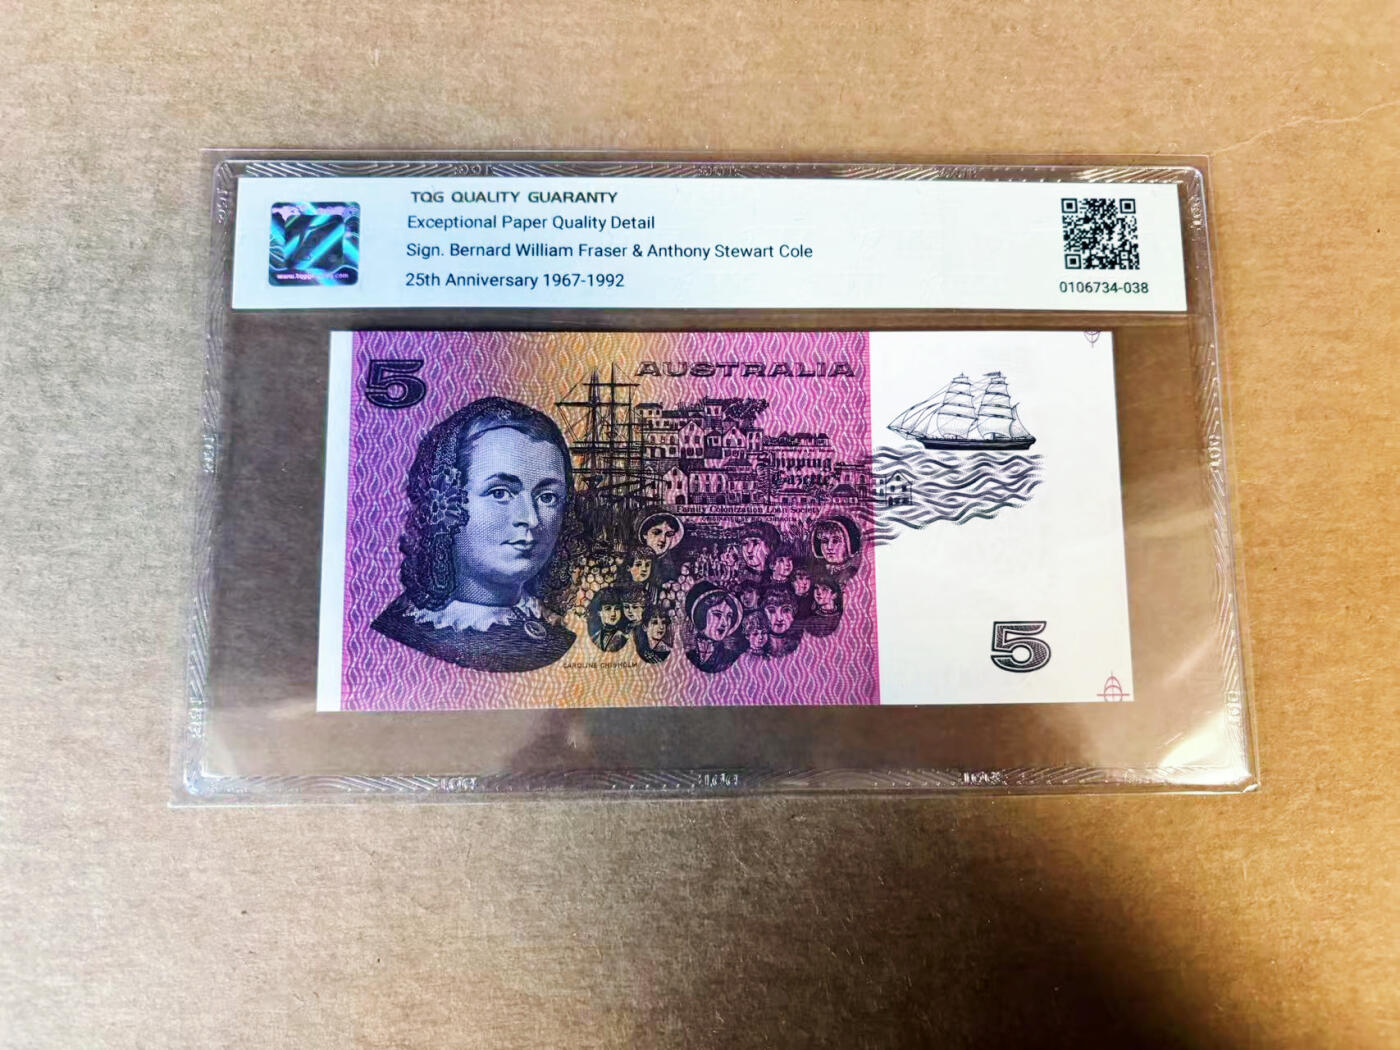 TQG QUALITY GUARANTY
Exceptional Paper Quality Detail
Sign. Bernard William Fraser & Anthony Stewart Cole
25th Anniversary 1967-1992
0106734-038
5
AUSTRALIA
Shipping
Gazette
Family Colonization Loan Society
CAROLINE CHISHOLM
5